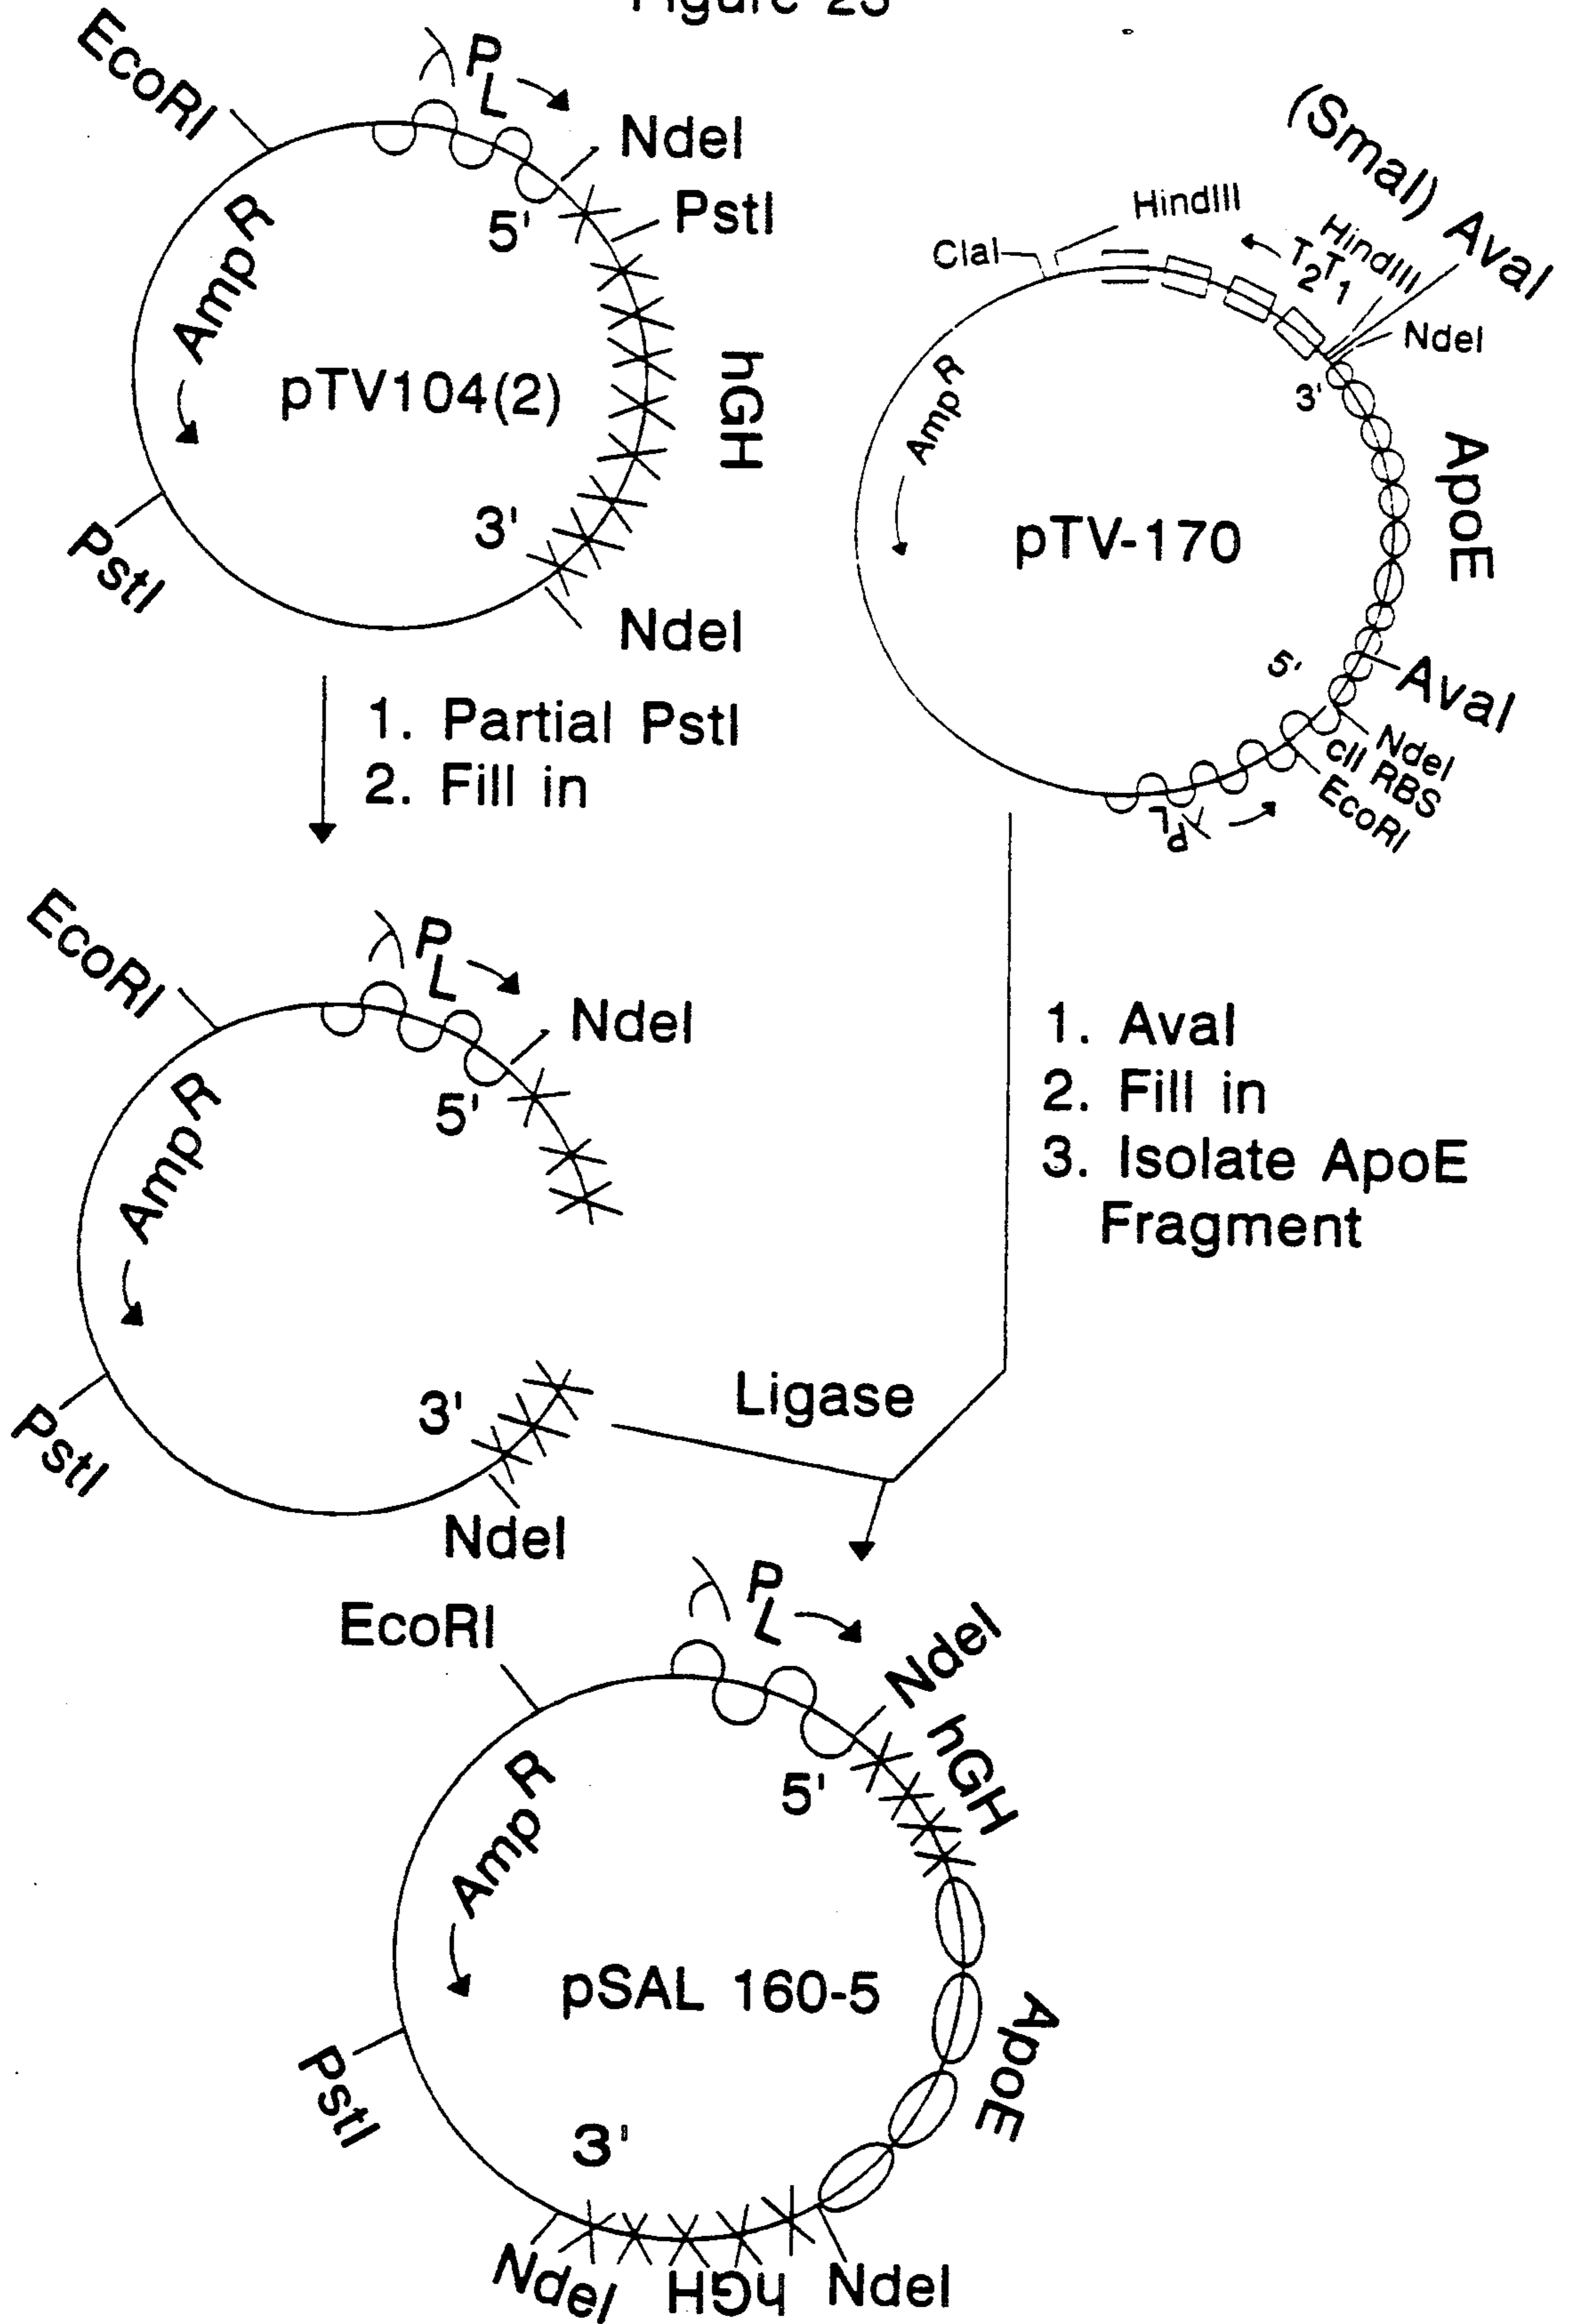 EcoRI
λ PL
NdeI
PstI
5'
AmpR
pTV104(2)
hGH
3'
PstI
NdeI
(SmaI) AvaI
HindIII
ClaI
T2T1
HindIII
NdeI
3'
AmpR
pTV-170
ApoE
5'
AvaI
NdeI
cII RBS
EcoRI
λ PL
1. Partial PstI
2. Fill in
EcoRI
λ PL
NdeI
5'
AmpR
3'
PstI
NdeI
1. AvaI
2. Fill in
3. Isolate ApoE
Fragment
Ligase
EcoRI
λ PL
NdeI
hGH
5'
AmpR
pSAL 160-5
ApoE
PstI
3'
NdeI
hGH
NdeI